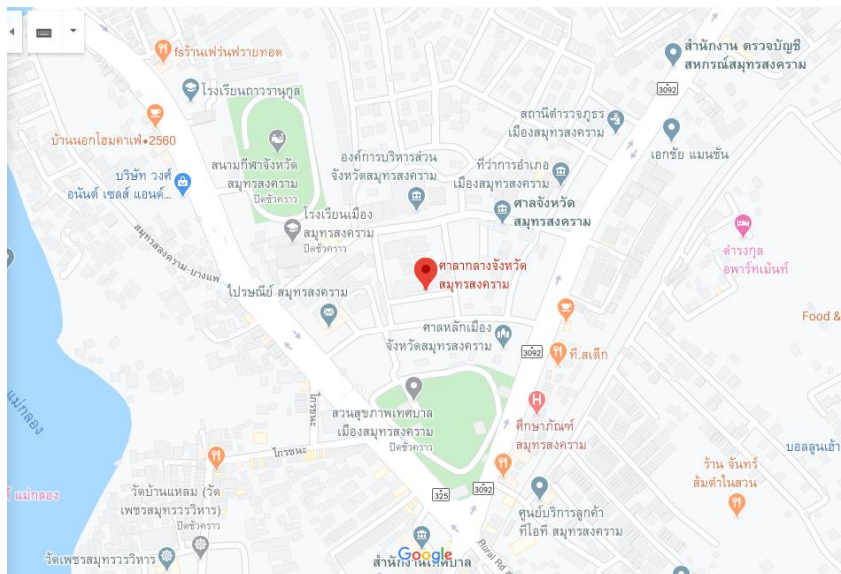 fsร้านเฟร่นฟรายทอด
โรงเรียนถาวรานุกูล
บ้านนอกโฮมคาเฟ่•2560
บริษัท วงศ์
อนันต์ เซลส์ แอนด์...
สนามกีฬาจังหวัด
สมุทรสงคราม
ปิดชั่วคราว
องค์การบริหารส่วน
จังหวัดสมุทรสงคราม
สำนักงาน ตรวจบัญชี
สหกรณ์สมุทรสงคราม
3092
สถานีตำรวจภูธร
เมืองสมุทรสงคราม
เอกชัย แมนชั่น
ที่ว่าการอำเภอ
เมืองสมุทรสงคราม
ศาลจังหวัด
สมุทรสงคราม
โรงเรียนเมือง
สมุทรสงคราม
ปิดชั่วคราว
สมุทรสงคราม-บางแพ
ดำรงกูล
อพาร์ทเม้นท์
ศาลากลางจังหวัด
สมุทรสงคราม
ไปรษณีย์ สมุทรสงคราม
Food &
ศาลหลักเมือง
จังหวัดสมุทรสงคราม
3092
ที.สเต็ก
แม่กลอง
สวนสุขภาพเทศบาล
เมืองสมุทรสงคราม
ปิดชั่วคราว
ไกรชนะ
ไกรชนะ
ศึกษาภัณฑ์
สมุทรสงคราม
บอลลูนเฮ้า
ร้าน จันทร์
ส้มตำในสวน
แม่กลอง
วัดบ้านแหลม (วัด
เพชรสมุทรวรวิหาร)
ปิดชั่วคราว
325
3092
ศูนย์บริการลูกค้า
ทีโอที สมุทรสงคราม
วัดเพชรสมุทรวรวิหาร
สำนักงานเทศบาล
Google
Rural Rd